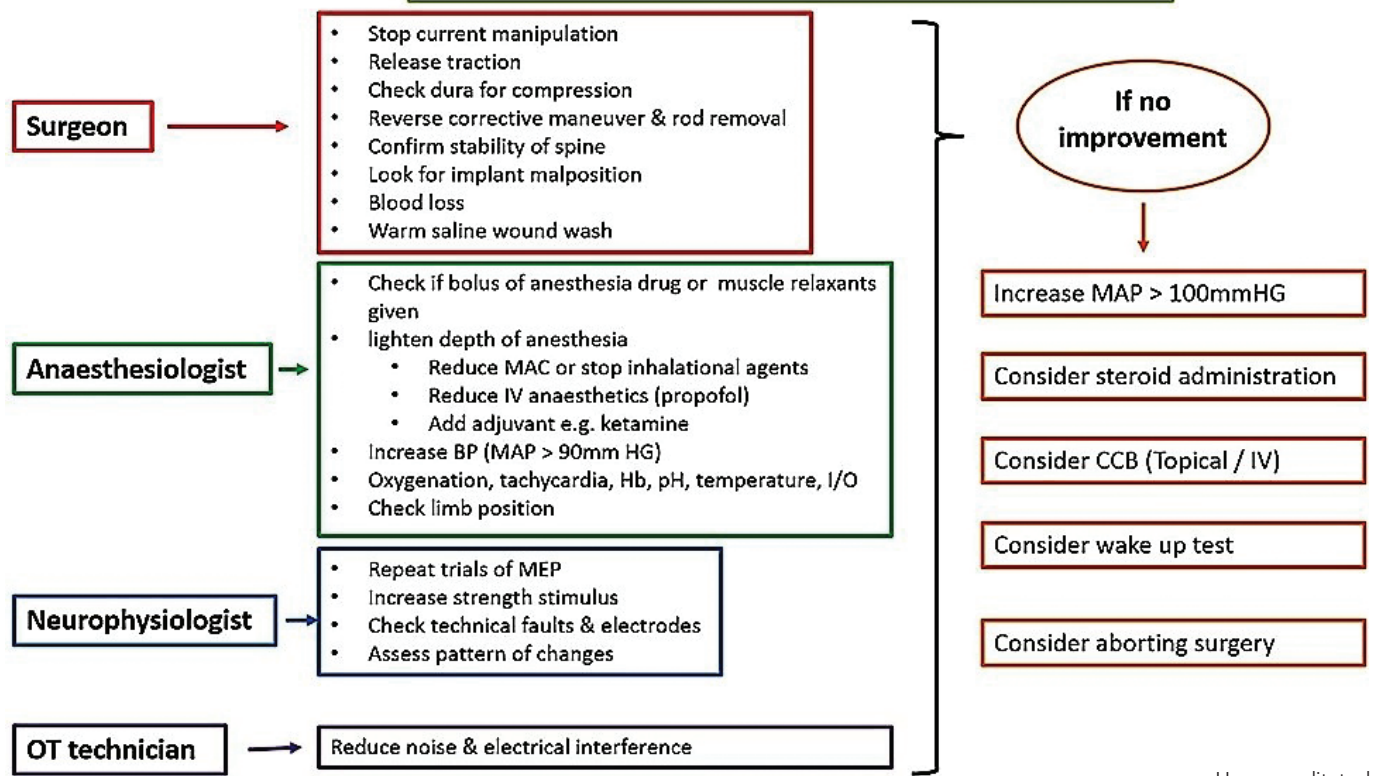 Surgeon
• Stop current manipulation
• Release traction
• Check dura for compression
• Reverse corrective maneuver & rod removal
• Confirm stability of spine
• Look for implant malposition
• Blood loss
• Warm saline wound wash
Anaesthesiologist
• Check if bolus of anesthesia drug or muscle relaxants
given
• lighten depth of anesthesia
• Reduce MAC or stop inhalational agents
• Reduce IV anaesthetics (propofol)
• Add adjuvant e.g. ketamine
• Increase BP (MAP > 90mm HG)
• Oxygenation, tachycardia, Hb, pH, temperature, I/O
• Check limb position
Neurophysiologist
• Repeat trials of MEP
• Increase strength stimulus
• Check technical faults & electrodes
• Assess pattern of changes
OT technician
Reduce noise & electrical interference
If no
improvement
Increase MAP > 100mmHG
Consider steroid administration
Consider CCB (Topical / IV)
Consider wake up test
Consider aborting surgery